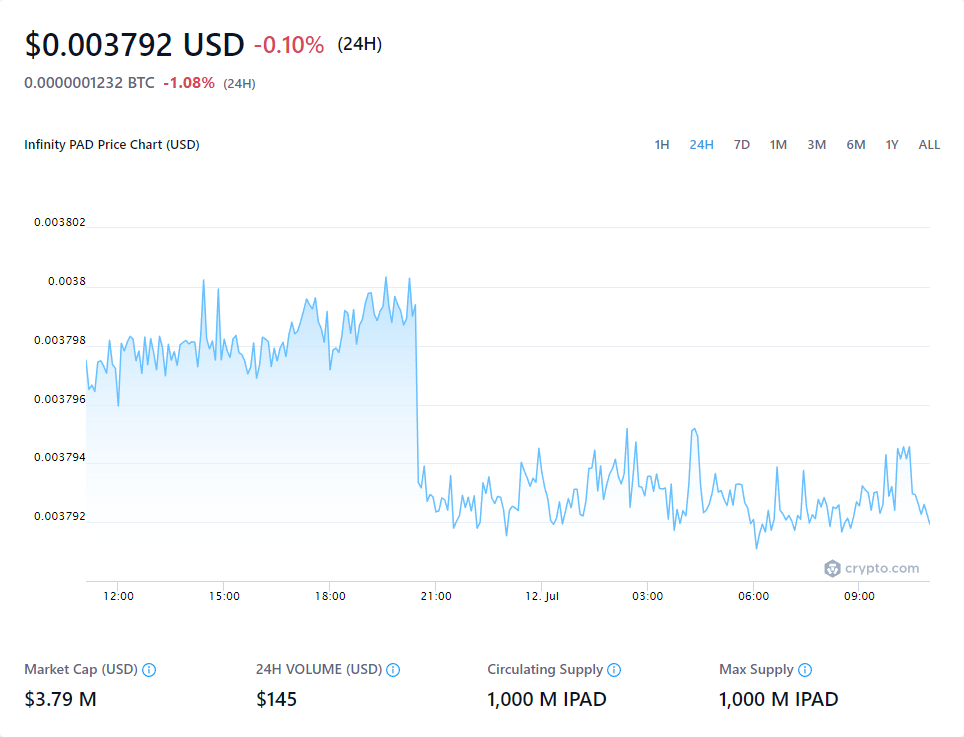 $0.003792 USD -0.10% (24H)
0.0000001232 BTC -1.08% (24H)
Infinity PAD Price Chart (USD)
1H 24H 7D 1M 3M 6M 1Y ALL
0.003802
0.0038
0.003798
0.003796
0.003794
0.003792
crypto.com
12:00 15:00 18:00 21:00 12. Jul 03:00 06:00 09:00
Market Cap (USD) 24H VOLUME (USD) Circulating Supply Max Supply
$3.79 M $145 1,000 M IPAD 1,000 M IPAD